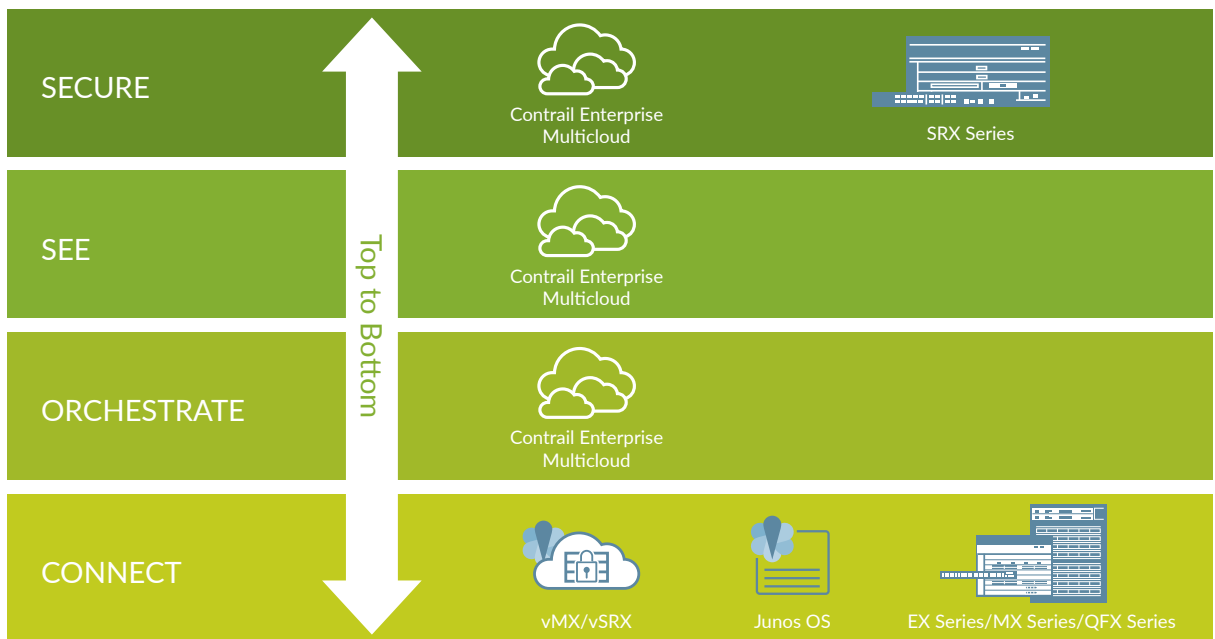 SECURE
Contrail Enterprise
Multicloud
SRX Series
SEE
Top to Bottom
Contrail Enterprise
Multicloud
ORCHESTRATE
Contrail Enterprise
Multicloud
CONNECT
vMX/vSRX
Junos OS
EX Series/MX Series/QFX Series